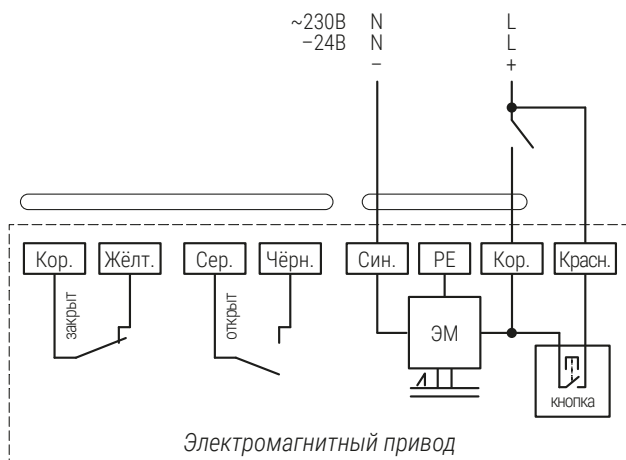 ~230В N L
–24В N L
– +
Кор. Жёлт. Сер. Чёрн. Син. PE Кор. Красн.
закрыт
открыт
ЭМ
кнопка
Электромагнитный привод